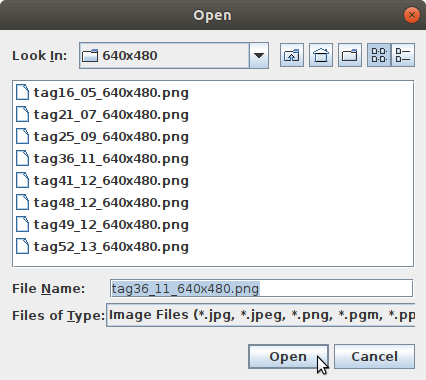 Open
Look In: 640x480
tag16_05_640x480.png
tag21_07_640x480.png
tag25_09_640x480.png
tag36_11_640x480.png
tag41_12_640x480.png
tag48_12_640x480.png
tag49_12_640x480.png
tag52_13_640x480.png
File Name: tag36_11_640x480.png
Files of Type: Image Files (*.jpg, *.jpeg, *.png, *.pgm, *.pp
Open Cancel